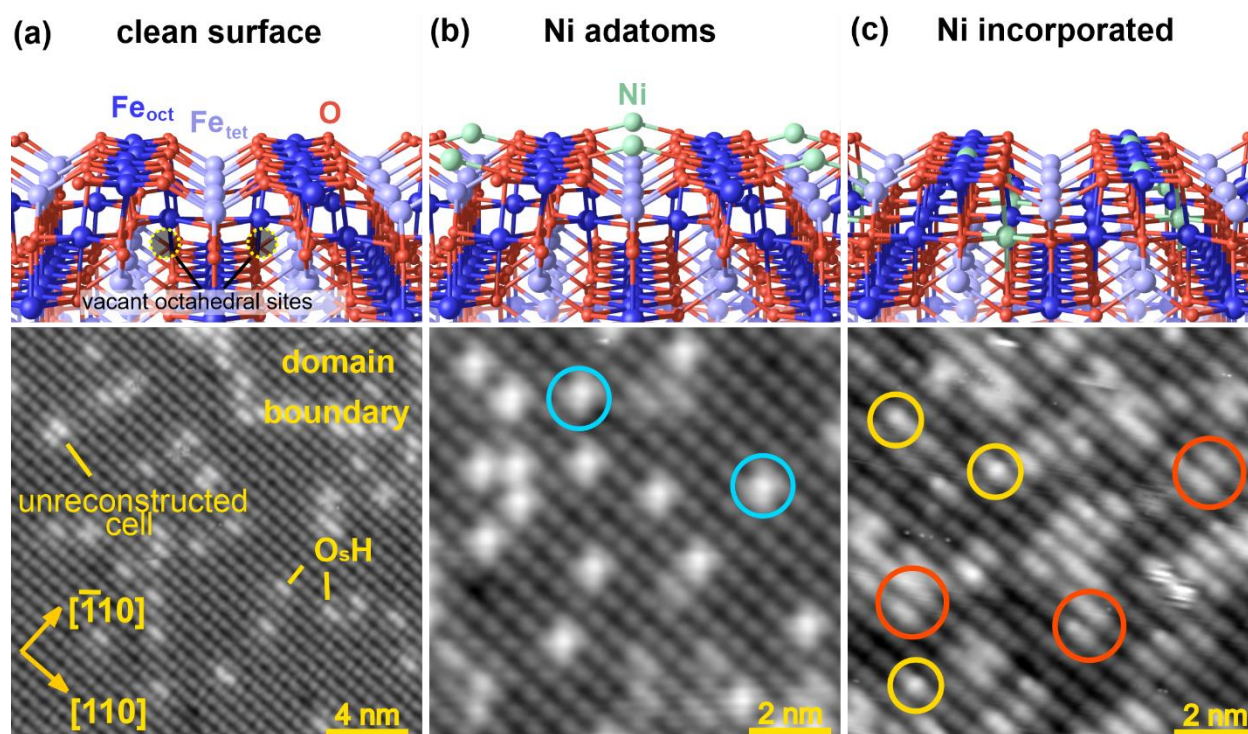 (a) clean surface
Fe_oct
Fe_tet
O
vacant octahedral sites
domain
boundary
unreconstructed
cell
OₛH
[1̅10]
[110]
4 nm
(b) Ni adatoms
Ni
2 nm
(c) Ni incorporated
2 nm